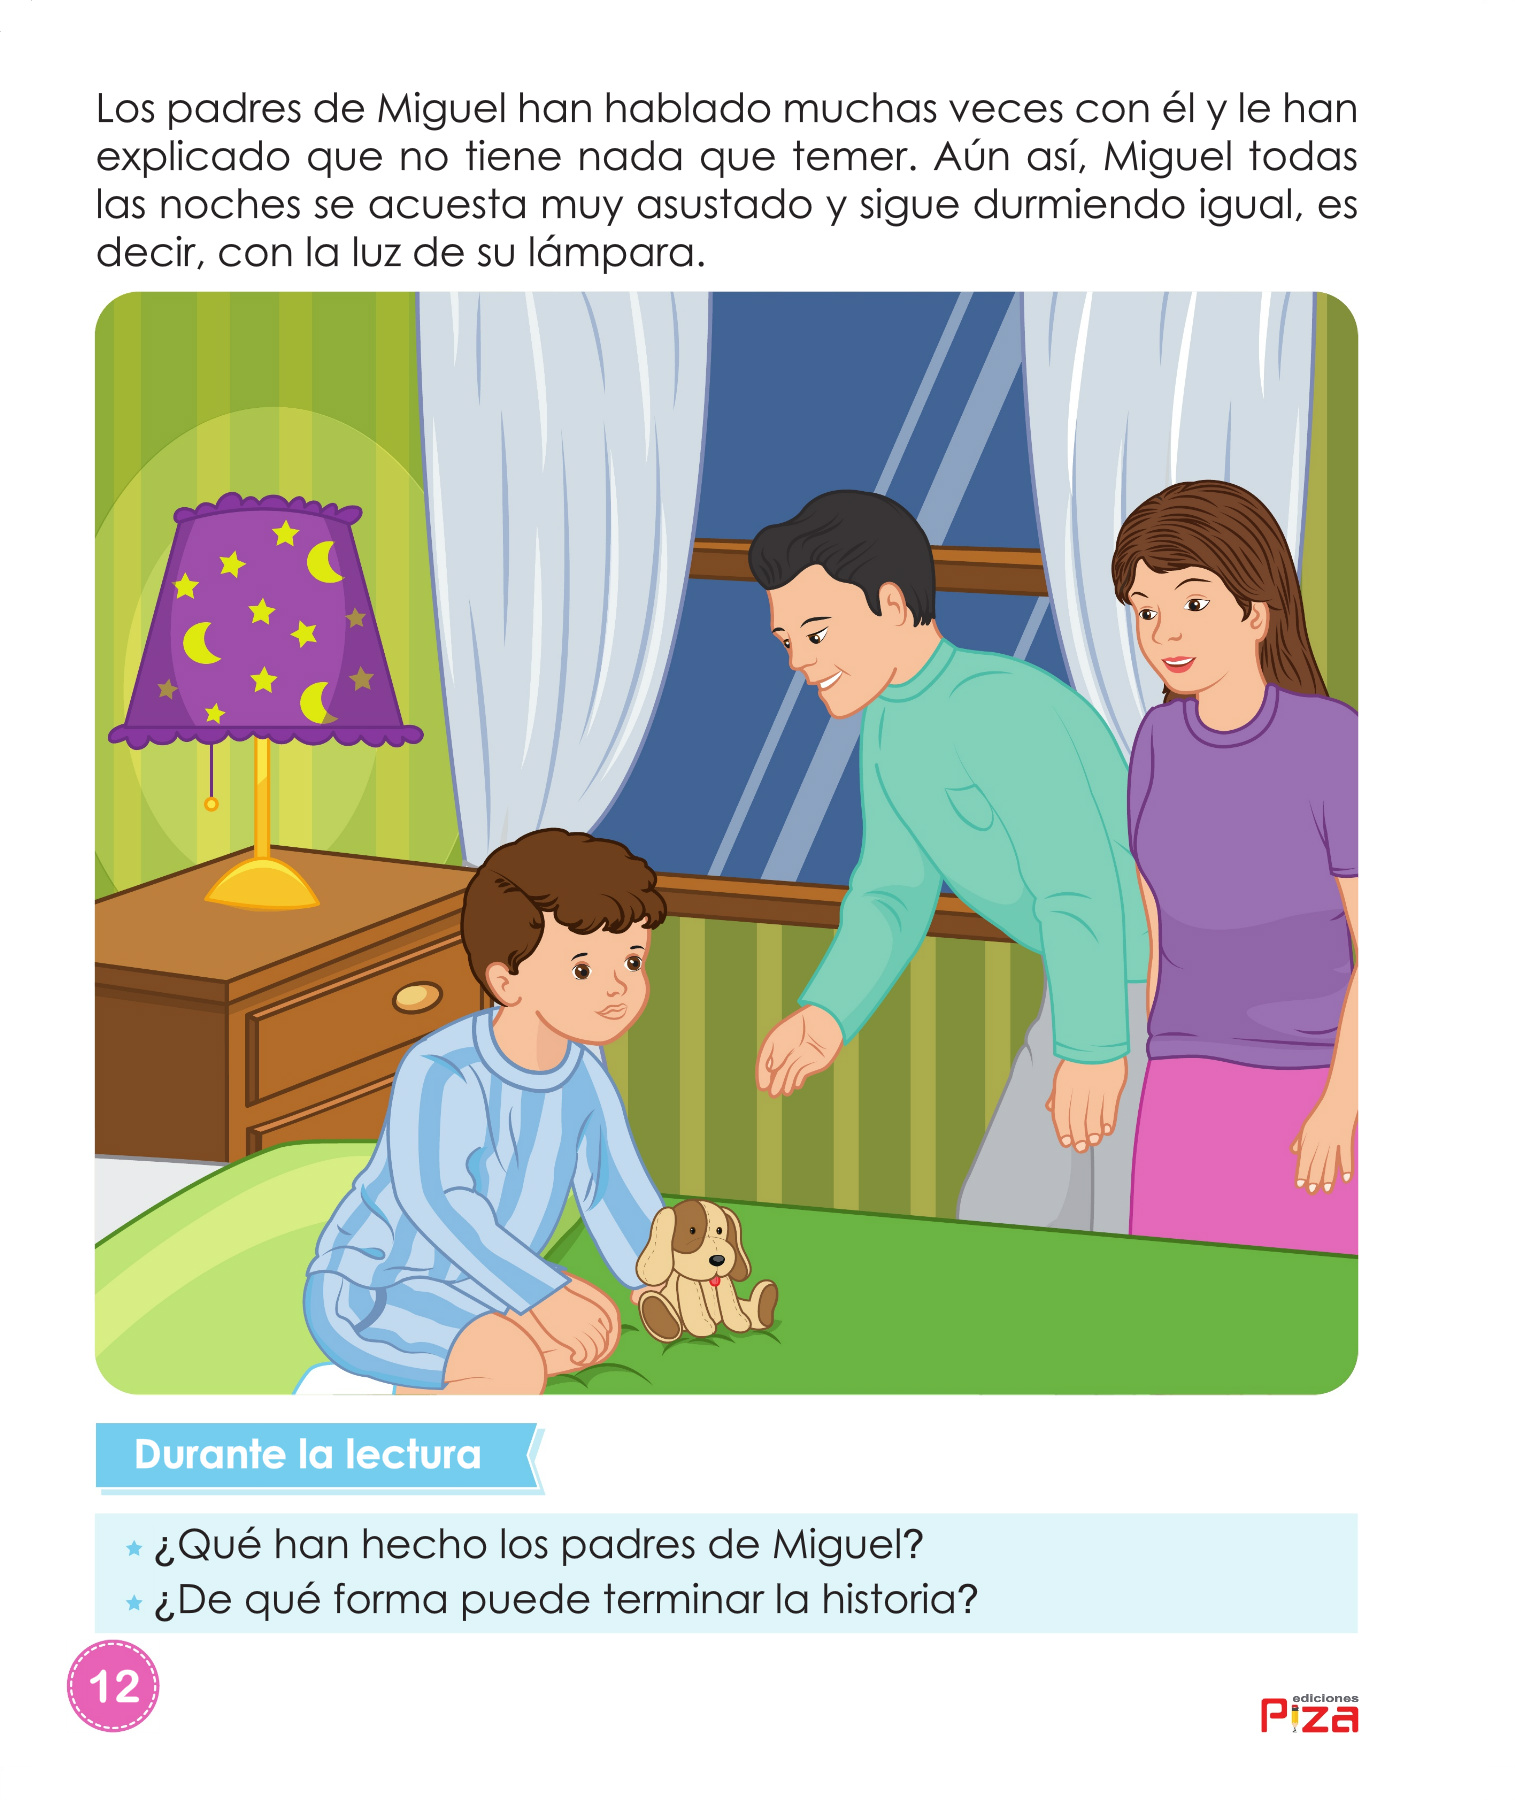 Los padres de Miguel han hablado muchas veces con él y le han
explicado que no tiene nada que temer. Aún así, Miguel todas
las noches se acuesta muy asustado y sigue durmiendo igual, es
decir, con la luz de su lámpara.
Durante la lectura
¿Qué han hecho los padres de Miguel?
¿De qué forma puede terminar la historia?
12
ediciones
Piza